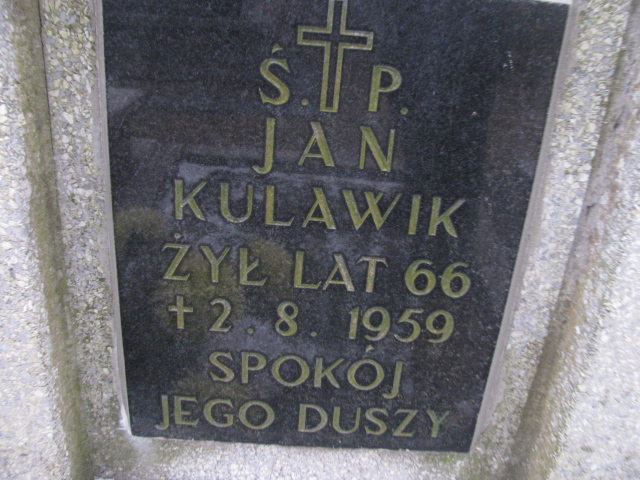 Ś. P.
JAN
KULAWIK
ŻYŁ LAT 66
✝ 2. 8. 1959
SPOKÓJ
JEGO DUSZY